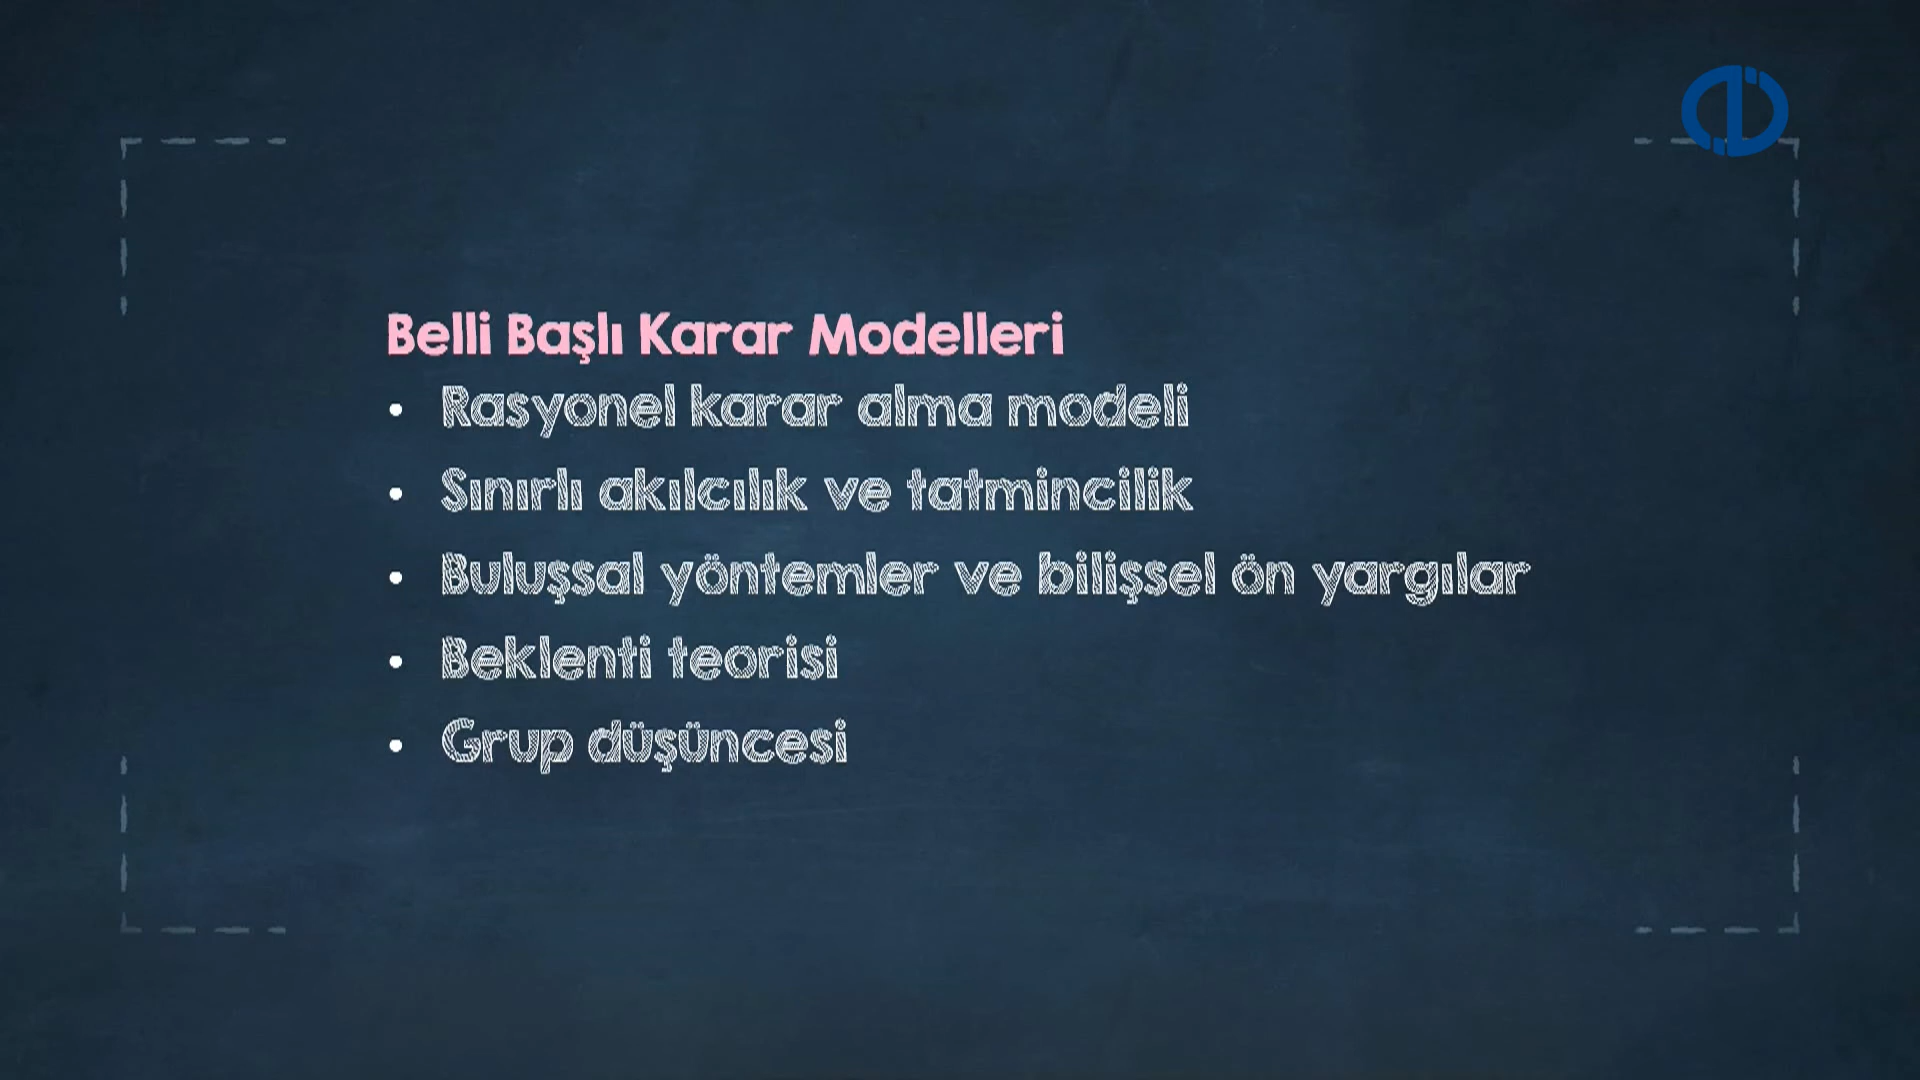 Belli Başlı Karar Modelleri
• Rasyonel karar alma modeli
• Sınırlı akılcılık ve tatmincilik
• Buluşsal yöntemler ve bilişsel ön yargılar
• Beklenti teorisi
• Grup düşüncesi